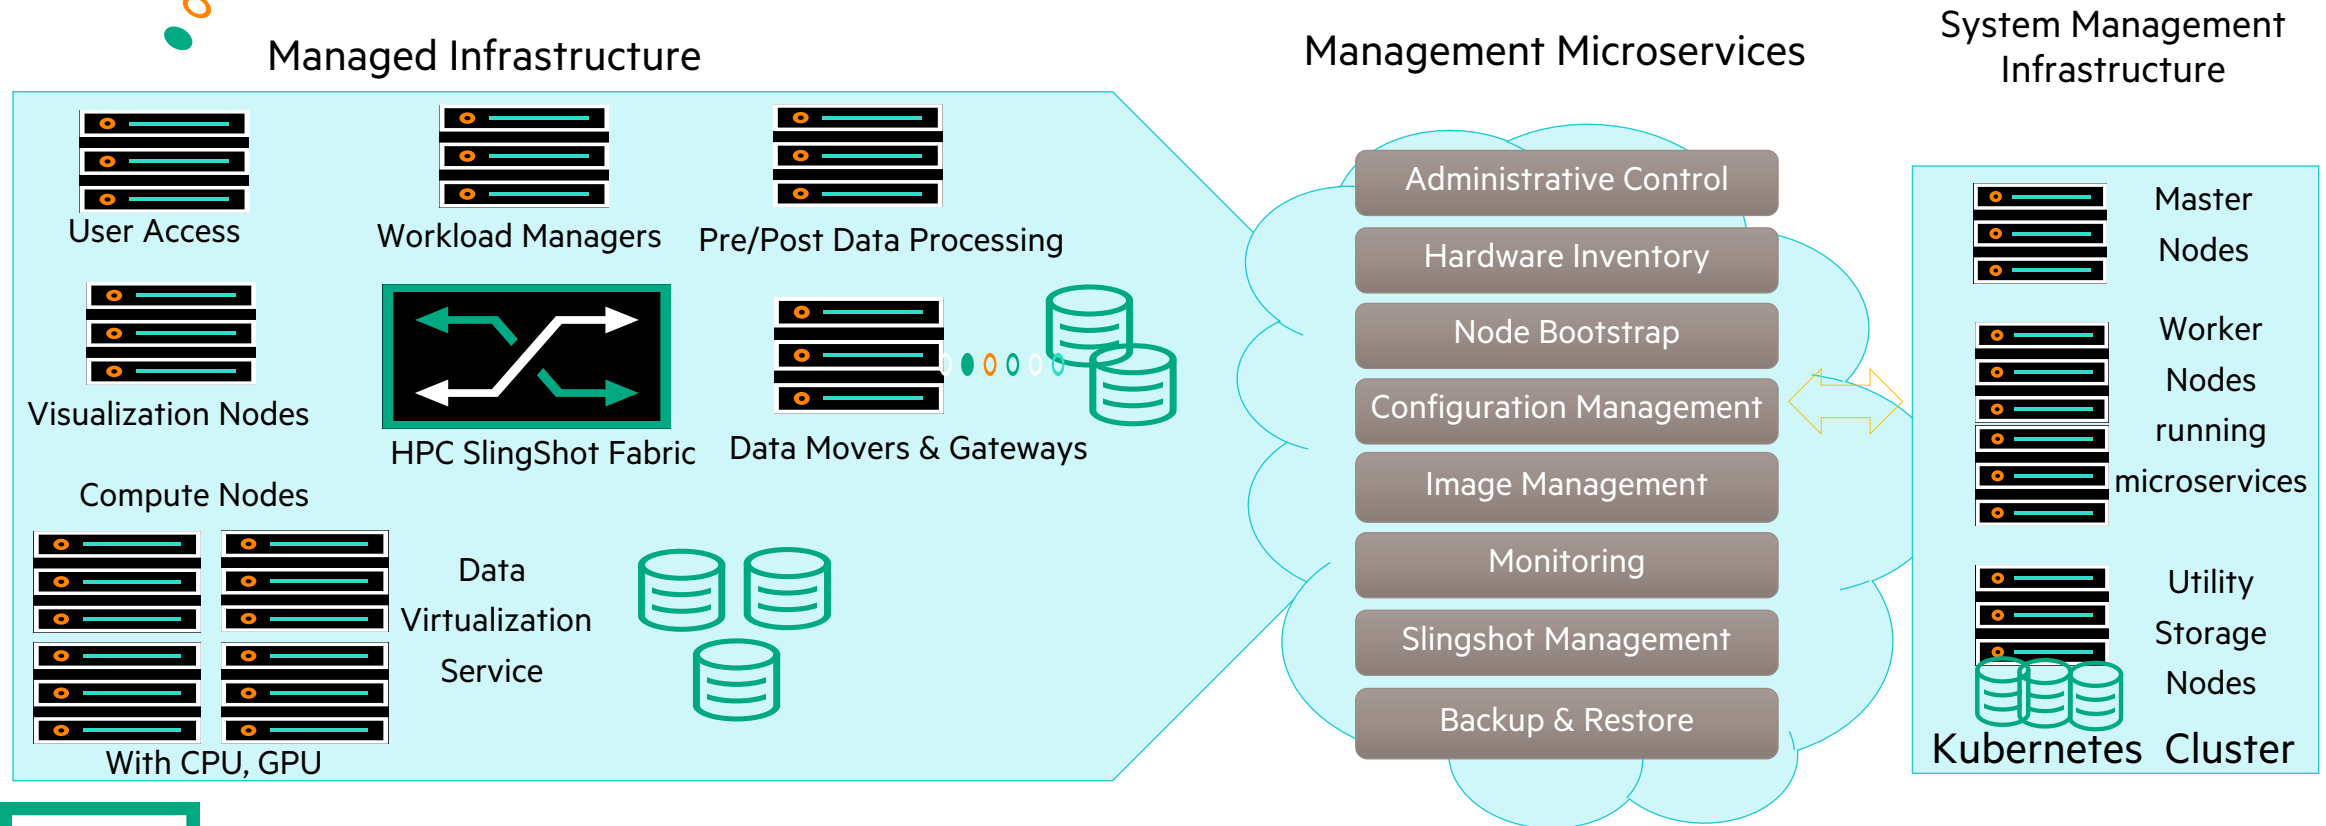 Managed Infrastructure
Management Microservices
System Management
Infrastructure
User Access
Workload Managers
Pre/Post Data Processing
Visualization Nodes
HPC SlingShot Fabric
Data Movers & Gateways
Compute Nodes
With CPU, GPU
Data
Virtualization
Service
Administrative Control
Hardware Inventory
Node Bootstrap
Configuration Management
Image Management
Monitoring
Slingshot Management
Backup & Restore
Master
Nodes
Worker
Nodes
running
microservices
Utility
Storage
Nodes
Kubernetes Cluster